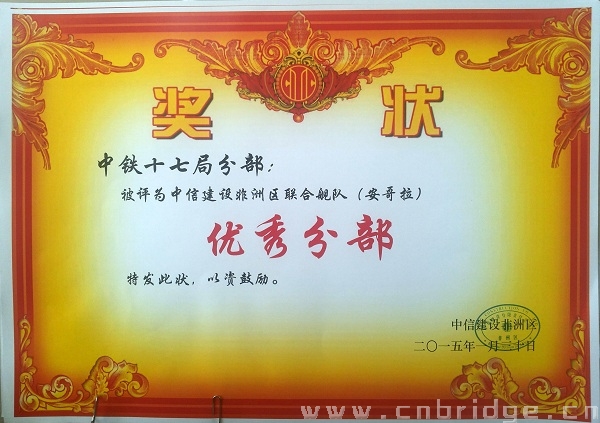 奖 状
中铁十七局分部：
被评为中信建设非洲区联合舰队（安哥拉）
优秀分部
特发此状，以资鼓励。
中信建设非洲区
二〇一五年一月三十日
www.cnbridge.cn